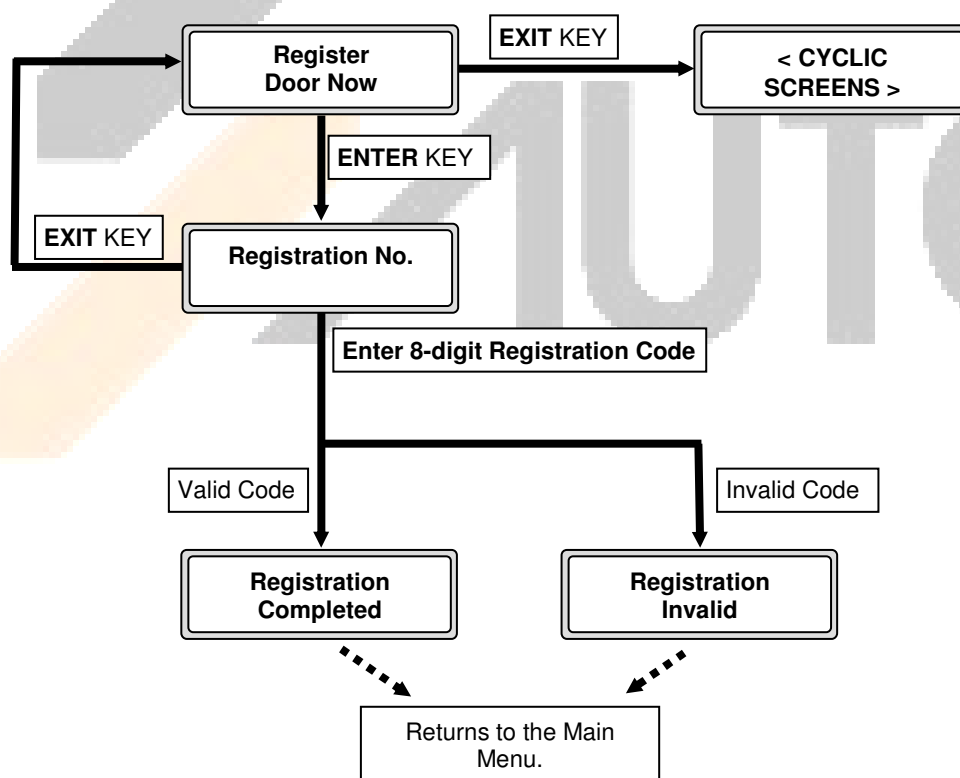 Register
Door Now
EXIT KEY
< CYCLIC
SCREENS >
ENTER KEY
EXIT KEY
Registration No.
Enter 8-digit Registration Code
Valid Code
Invalid Code
Registration
Completed
Registration
Invalid
Returns to the Main
Menu.